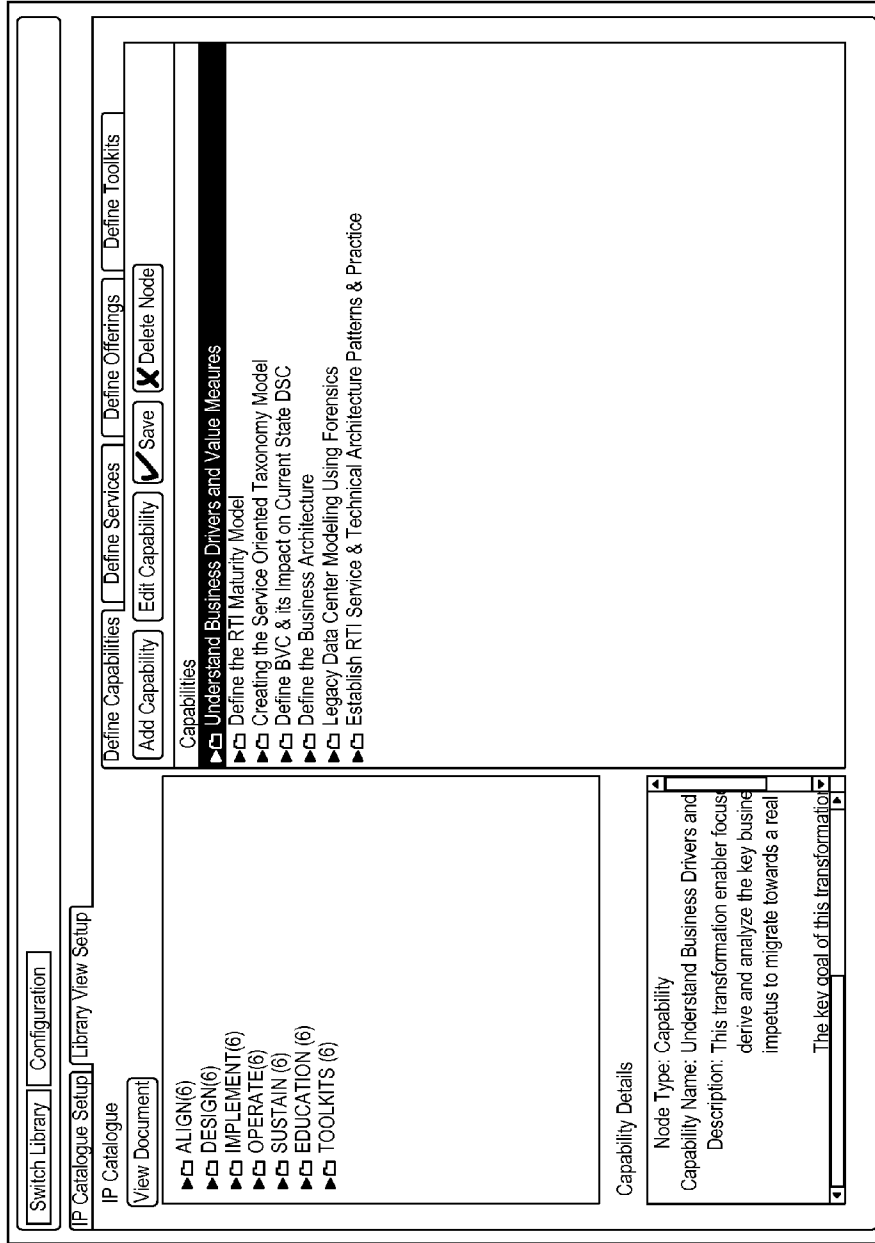 Switch Library
Configuration
IP Catalogue Setup
Library View Setup
IP Catalogue
View Document
ALIGN(6)
DESIGN(6)
IMPLEMENT(6)
OPERATE(6)
SUSTAIN (6)
EDUCATION (6)
TOOLKITS (6)
Capability Details
Node Type: Capability
Capability Name: Understand Business Drivers and
Description: This transformation enabler focuse
derive and analyze the key busine
impetus to migrate towards a real
The key goal of this transformation
Define Capabilities
Define Services
Define Offerings
Define Toolkits
Add Capability
Edit Capability
Save
Delete Node
Capabilities
Understand Business Drivers and Value Meaures
Define the RTI Maturity Model
Creating the Service Oriented Taxonomy Model
Define BVC & its Impact on Current State DSC
Define the Business Architecture
Legacy Data Center Modeling Using Forensics
Establish RTI Service & Technical Architecture Patterns & Practice